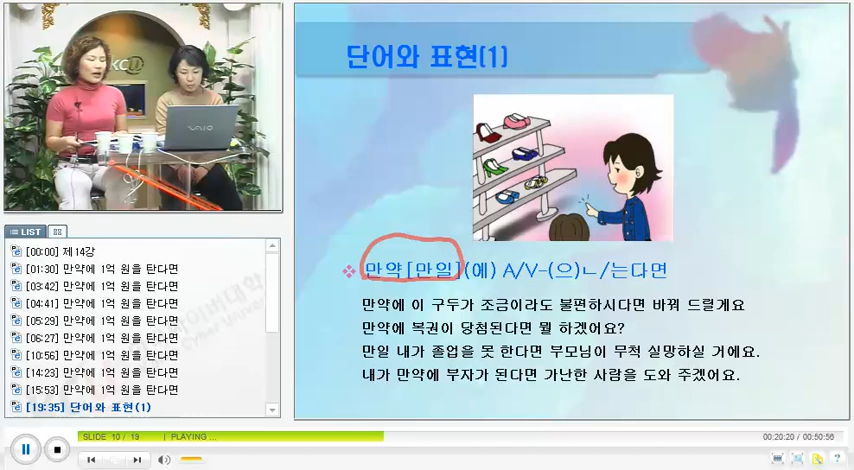 단어와 표현(1)
VAIO
만약[만일](에) A/V-(으)ㄴ/는다면
만약에 이 구두가 조금이라도 불편하시다면 바꿔 드릴게요
만약에 복권이 당첨된다면 뭘 하겠어요?
만일 내가 졸업을 못 한다면 부모님이 무척 실망하실 거에요.
내가 만약에 부자가 된다면 가난한 사람을 도와 주겠어요.
LIST
[00:00] 제14강
[01:30] 만약에 1억 원을 탄다면
[03:42] 만약에 1억 원을 탄다면
[04:41] 만약에 1억 원을 탄다면
[05:29] 만약에 1억 원을 탄다면
[06:27] 만약에 1억 원을 탄다면
[10:56] 만약에 1억 원을 탄다면
[14:23] 만약에 1억 원을 탄다면
[15:53] 만약에 1억 원을 탄다면
[19:35] 단어와 표현(1)
SLIDE 10 / 19 | PLAYING ...
00:20:20 / 00:50:56